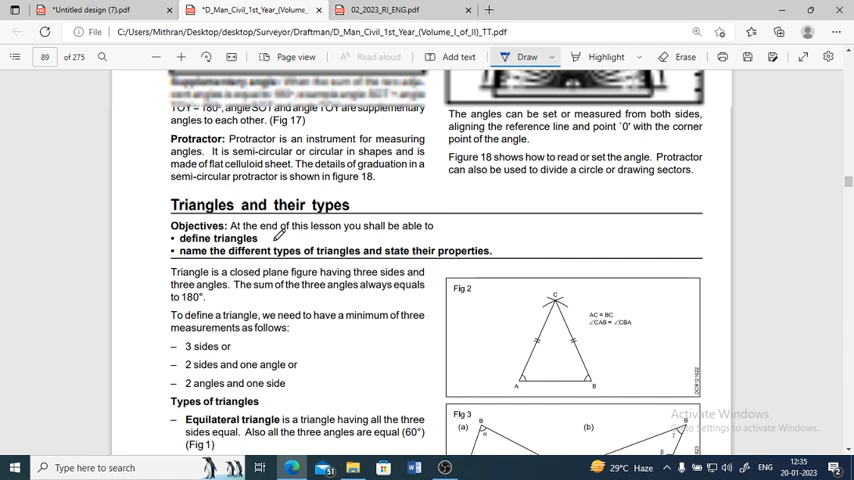 *Untitled design (7).pdf
*D_Man_Civil_1st_Year_(Volume_I
02_2023_RI_ENG.pdf
File
C:/Users/Mithran/Desktop/desktop/Surveyor/Draftman/D_Man_Civil_1st_Year_(Volume_I_of_II)_TT.pdf
89 of 275
Page view
Read aloud
Add text
Draw
Highlight
Erase
TOY = 180°, angle SOT and angle TOY are supplementary
angles to each other. (Fig 17)
Protractor: Protractor is an instrument for measuring
angles. It is semi-circular or circular in shapes and is
made of flat celluloid sheet. The details of graduation in a
semi-circular protractor is shown in figure 18.
The angles can be set or measured from both sides,
aligning the reference line and point `0' with the corner
point of the angle.
Figure 18 shows how to read or set the angle. Protractor
can also be used to divide a circle or drawing sectors.
Triangles and their types
Objectives: At the end of this lesson you shall be able to
• define triangles
• name the different types of triangles and state their properties.
Triangle is a closed plane figure having three sides and
three angles. The sum of the three angles always equals
to 180°.
To define a triangle, we need to have a minimum of three
measurements as follows:
– 3 sides or
– 2 sides and one angle or
– 2 angles and one side
Types of triangles
– Equilateral triangle is a triangle having all the three
sides equal. Also all the three angles are equal (60°)
(Fig 1)
Fig 2
C
AC = BC
∠CAB = ∠CBA
A
B
Fig 3
(a)
B
α
(b)
B
Activate Windows
Go to Settings to activate Windows.
Type here to search
51
29°C Haze
ENG
12:35
20-01-2023
2